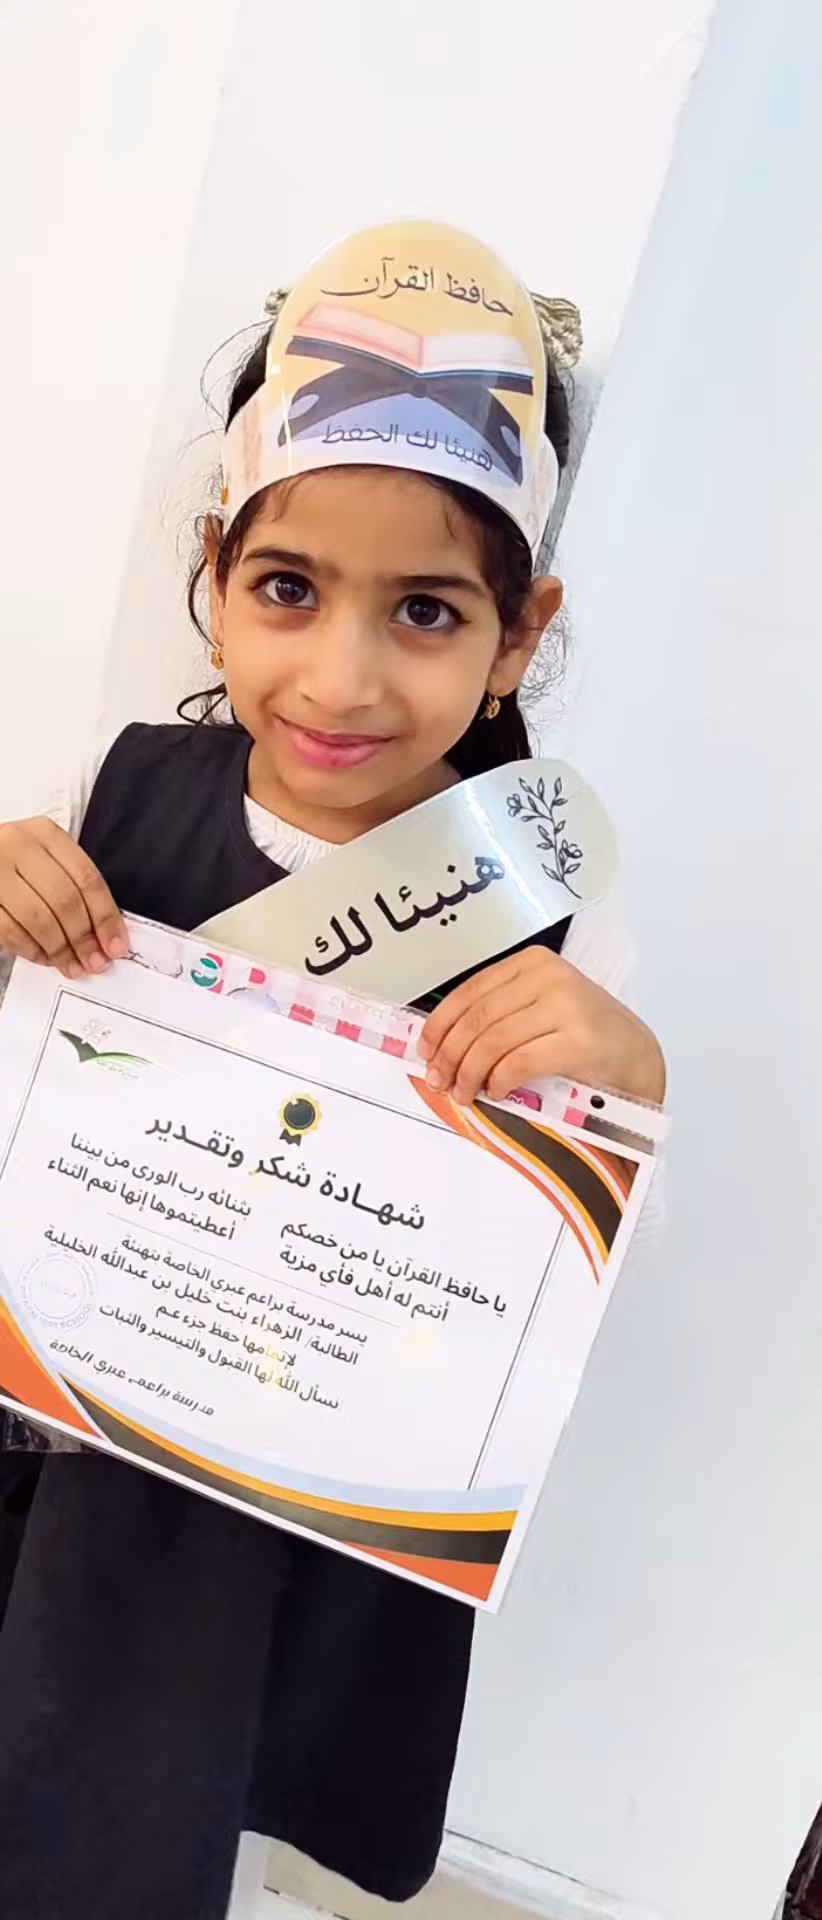 حافظ القرآن
هنيئا لك الحفظ
هنيئا لك
شهــادة شكر وتقــدير
يا حافظ القرآن يا من خصكم بثنائه رب الورى من بيننا
أنتم له أهل فأي مزية أعطيتموها إنها نعم الثناء
يسر مدرسة براعم عبري الخاصة بتهنئة
الطالبة/ الزهراء بنت خليل بن عبدالله الخليلية
لإتمامها حفظ جزء عم
نسأل الله لها القبول والتيسير والثبات
مدرسة براعم عبري الخاصة